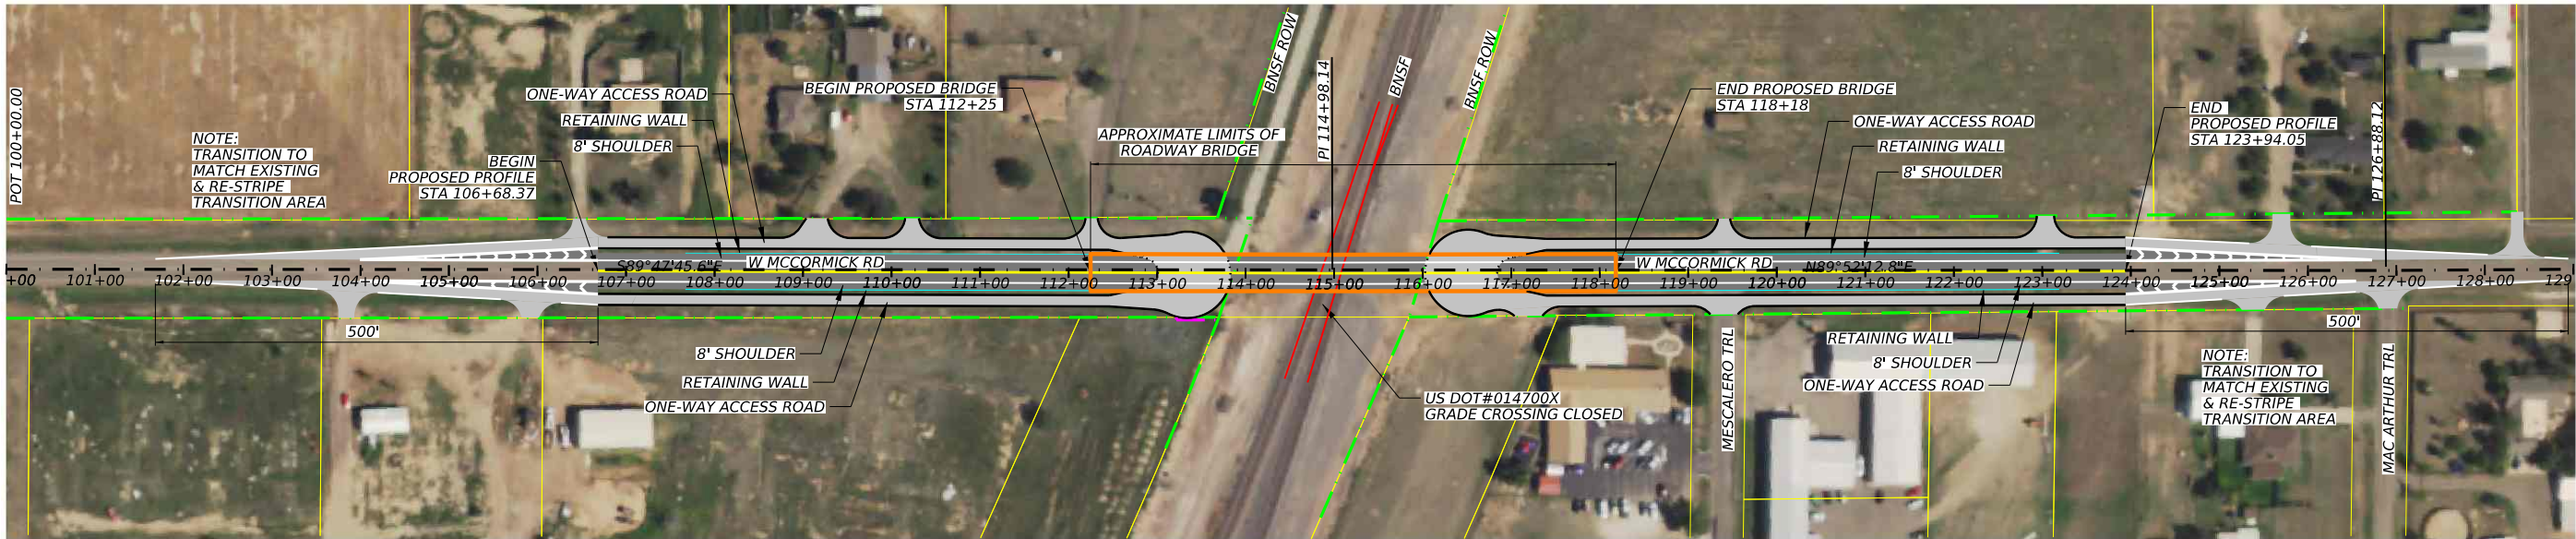 POT 100+00.00
NOTE:
TRANSITION TO
MATCH EXISTING
& RE-STRIPE
TRANSITION AREA
BEGIN
PROPOSED PROFILE
STA 106+68.37
ONE-WAY ACCESS ROAD
RETAINING WALL
8' SHOULDER
BEGIN PROPOSED BRIDGE
STA 112+25
APPROXIMATE LIMITS OF
ROADWAY BRIDGE
BNSF ROW
PI 114+98.14
BNSF
BNSF ROW
END PROPOSED BRIDGE
STA 118+18
ONE-WAY ACCESS ROAD
RETAINING WALL
8' SHOULDER
END
PROPOSED PROFILE
STA 123+94.05
PI 126+88.12
S89°47'45.6"E
W MCCORMICK RD
W MCCORMICK RD
N89°52'12.8"E
+00 101+00 102+00 103+00 104+00 105+00 106+00 107+00 108+00 109+00 110+00 111+00 112+00 113+00 114+00 115+00 116+00 117+00 118+00 119+00 120+00 121+00 122+00 123+00 124+00 125+00 126+00 127+00 128+00 129
500'
8' SHOULDER
RETAINING WALL
ONE-WAY ACCESS ROAD
US DOT#014700X
GRADE CROSSING CLOSED
MESCALERO TRL
RETAINING WALL
8' SHOULDER
ONE-WAY ACCESS ROAD
500'
NOTE:
TRANSITION TO
MATCH EXISTING
& RE-STRIPE
TRANSITION AREA
MAC ARTHUR TRL